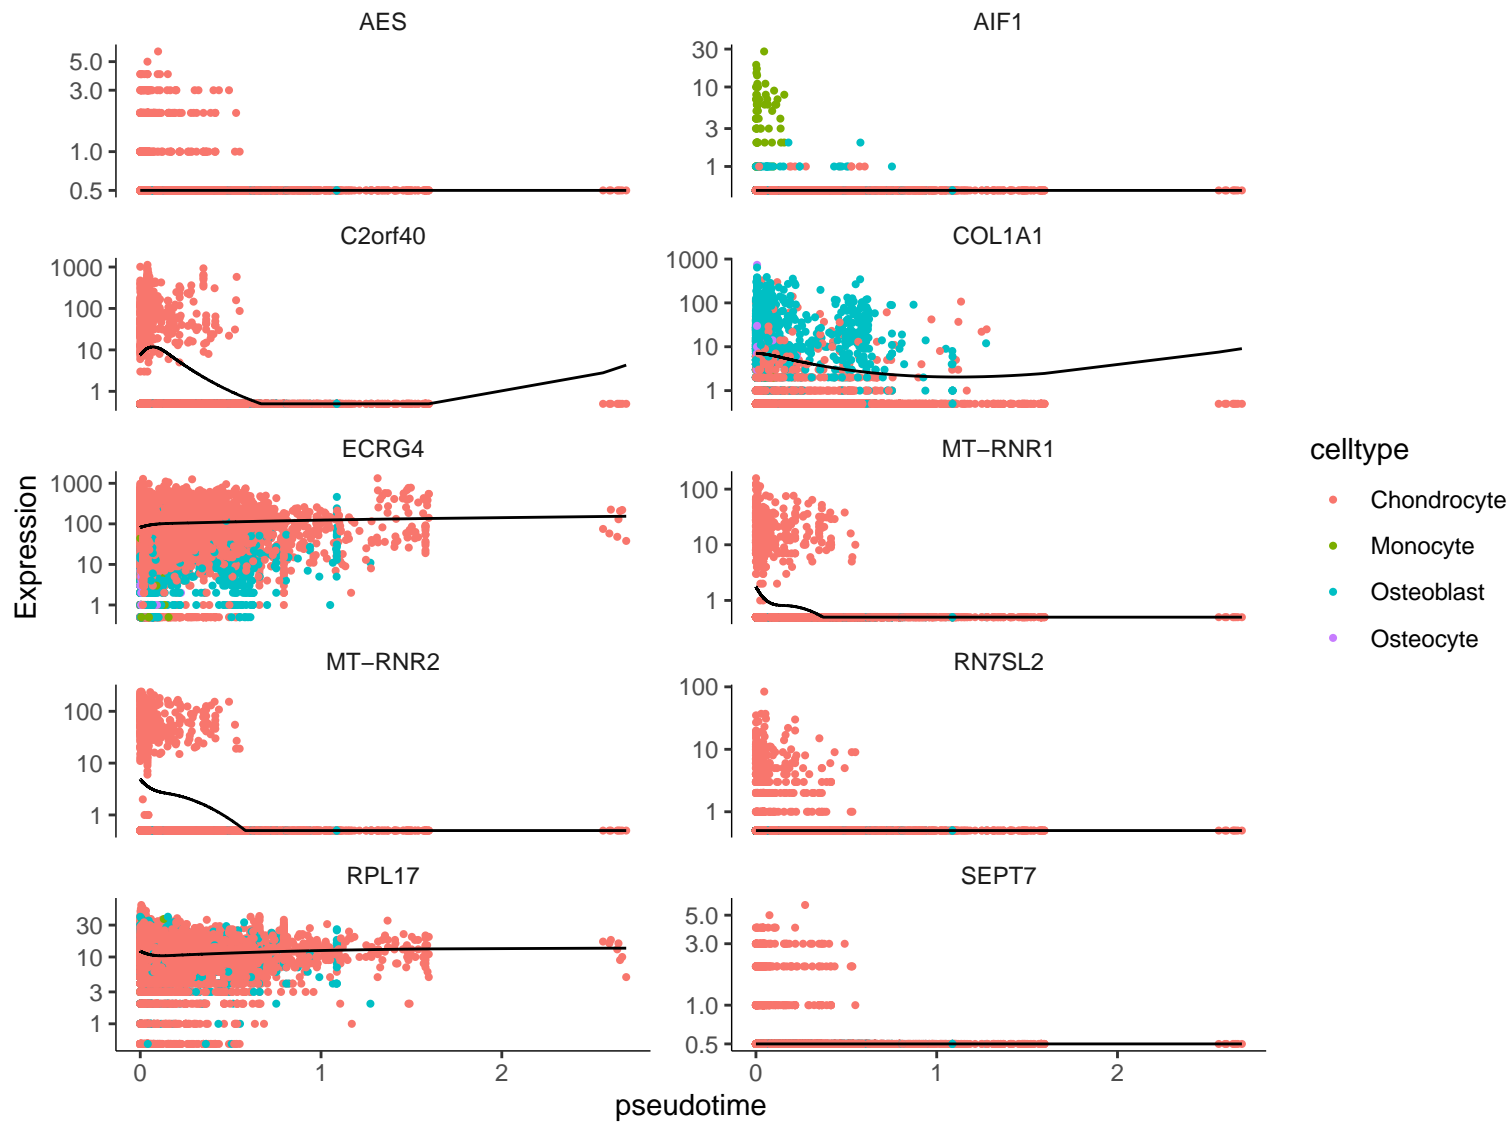 AES
AIF1
5.0
3.0
1.0
0.5
30
10
3
1
C2orf40
COL1A1
1000
100
10
1
1000
100
10
1
ECRG4
MT−RNR1
1000
100
10
1
100
10
1
MT−RNR2
RN7SL2
100
10
1
100
10
1
RPL17
SEPT7
30
10
3
1
5.0
3.0
1.0
0.5
0
1
2
0
1
2
pseudotime
Expression
celltype
Chondrocyte
Monocyte
Osteoblast
Osteocyte